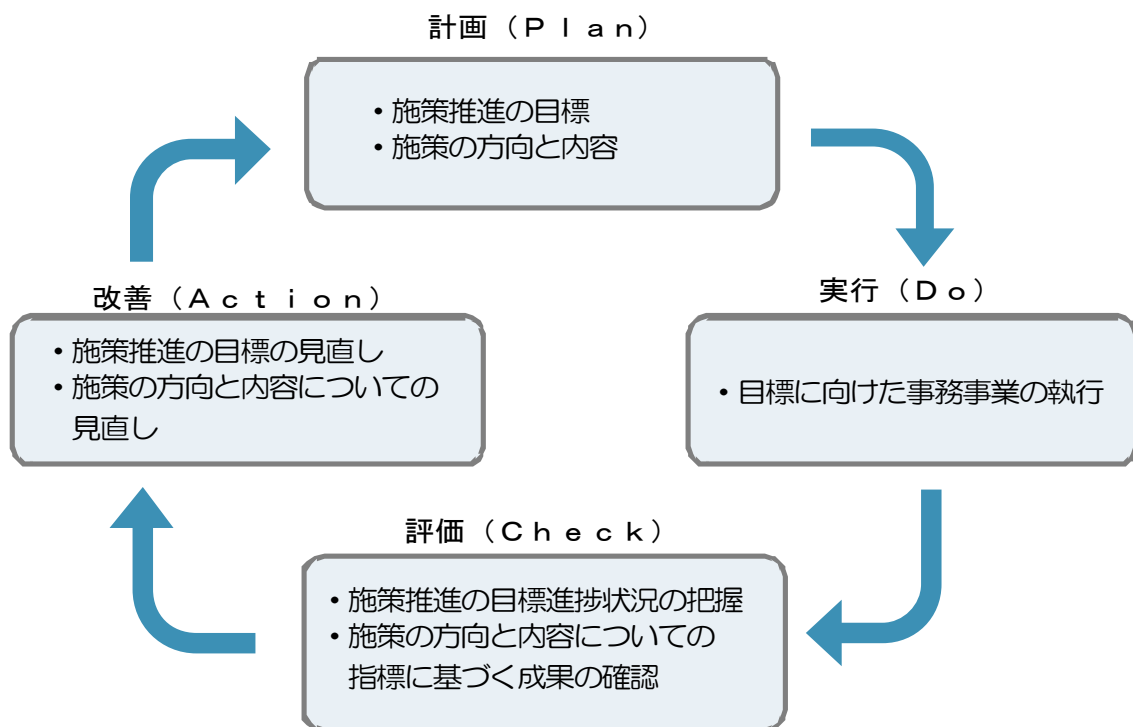 計画（Ｐｌａｎ）
・施策推進の目標
・施策の方向と内容
改善（Ａｃｔｉｏｎ）
・施策推進の目標の見直し
・施策の方向と内容についての
見直し
実行（Ｄｏ）
・目標に向けた事務事業の執行
評価（Ｃｈｅｃｋ）
・施策推進の目標進捗状況の把握
・施策の方向と内容についての
指標に基づく成果の確認